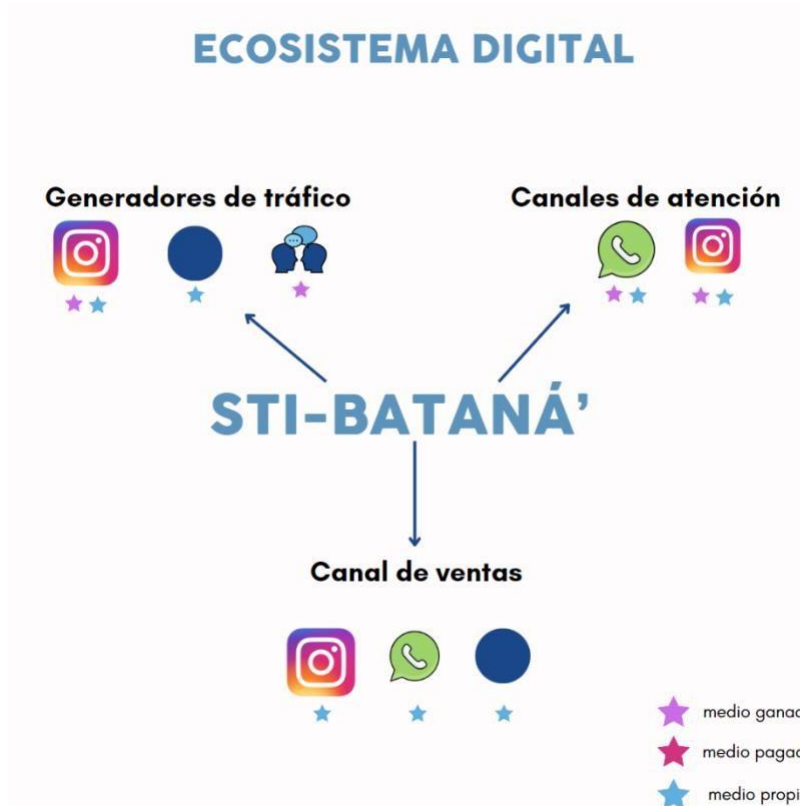 ECOSISTEMA DIGITAL
Generadores de tráfico
Canales de atención
STI-BATANÁ’
Canal de ventas
medio ganad
medio pagad
medio propi